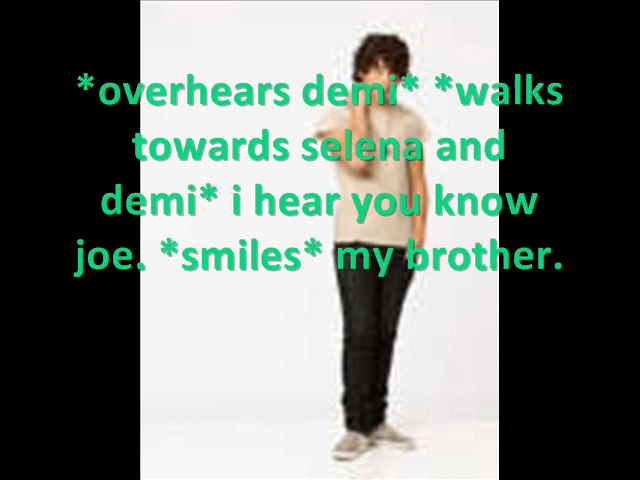 *overhears demi* *walks
towards selena and
demi* i hear you know
joe. *smiles* my brother.